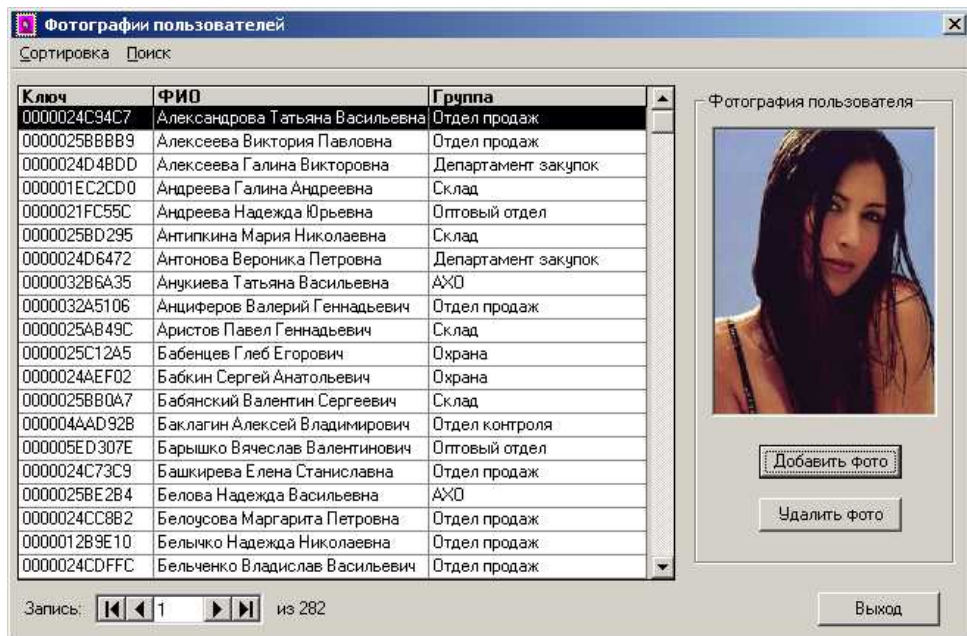 Фотографии пользователей
Сортировка Поиск
Ключ ФИО Группа
0000024C94C7 Александрова Татьяна Васильевна Отдел продаж
0000025BBBB9 Алексеева Виктория Павловна Отдел продаж
0000024D4BDD Алексеева Галина Викторовна Департамент закупок
000001EC2CD0 Андреева Галина Андреевна Склад
0000021FC55C Андреева Надежда Юрьевна Оптовый отдел
0000025BD295 Антипкина Мария Николаевна Склад
0000024D6472 Антонова Вероника Петровна Департамент закупок
0000032B6A35 Анукиева Татьяна Васильевна АХО
0000032A5106 Анциферов Валерий Геннадьевич Отдел продаж
0000025AB49C Аристов Павел Геннадьевич Склад
0000025C12A5 Бабенцев Глеб Егорович Охрана
0000024AEF02 Бабкин Сергей Анатольевич Охрана
0000025BB0A7 Бабянский Валентин Сергеевич Склад
000004AAD92B Баклагин Алексей Владимирович Отдел контроля
000005ED307E Барышко Вячеслав Валентинович Оптовый отдел
0000024C73C9 Башкирева Елена Станиславна Отдел продаж
0000025BE2B4 Белова Надежда Васильевна АХО
0000024CC8B2 Белоусова Маргарита Петровна Отдел продаж
0000012B9E10 Белычко Надежда Николаевна Отдел продаж
0000024CDFFC Бельченко Владислав Васильевич Отдел продаж
Фотография пользователя
Добавить фото
Удалить фото
Запись: 1 из 282
Выход